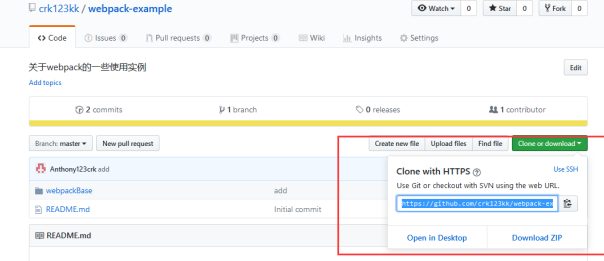 crk123kk / webpack-example
Watch 0 Star 0 Fork 0
Code Issues 0 Pull requests 0 Projects 0 Wiki Insights Settings
关于webpack的一些使用实例 Edit
Add topics
2 commits 1 branch 0 releases 1 contributor
Branch: master New pull request Create new file Upload files Find file Clone or download
Anthony123crk add
webpackBase add
README.md Initial commit
README.md
Clone with HTTPS Use SSH
Use Git or checkout with SVN using the web URL.
https://github.com/crk123kk/webpack-ex
Open in Desktop Download ZIP